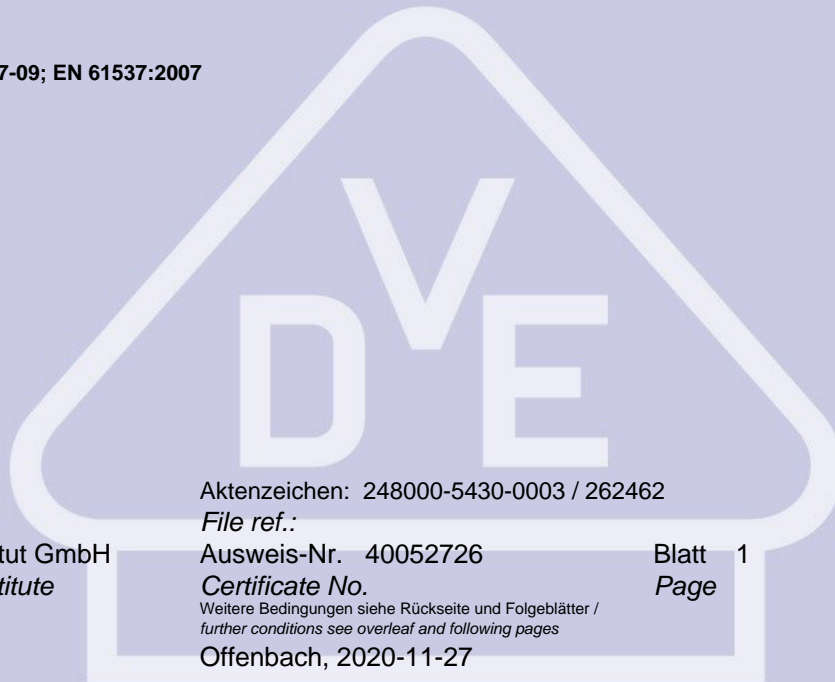 7-09; EN 61537:2007
DVE
Aktenzeichen: 248000-5430-0003 / 262462
File ref.:
tut GmbH Ausweis-Nr. 40052726 Blatt 1
titute Certificate No. Page
Weitere Bedingungen siehe Rückseite und Folgeblätter /
further conditions see overleaf and following pages
Offenbach, 2020-11-27